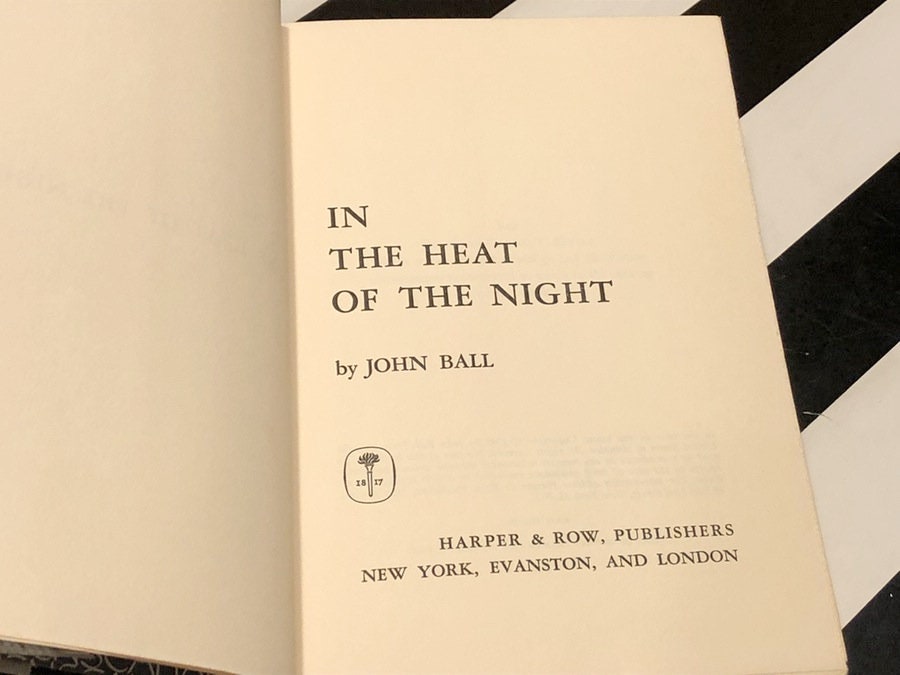 IN
THE HEAT
OF THE NIGHT
by JOHN BALL
18 17
HARPER & ROW, PUBLISHERS
NEW YORK, EVANSTON, AND LONDON